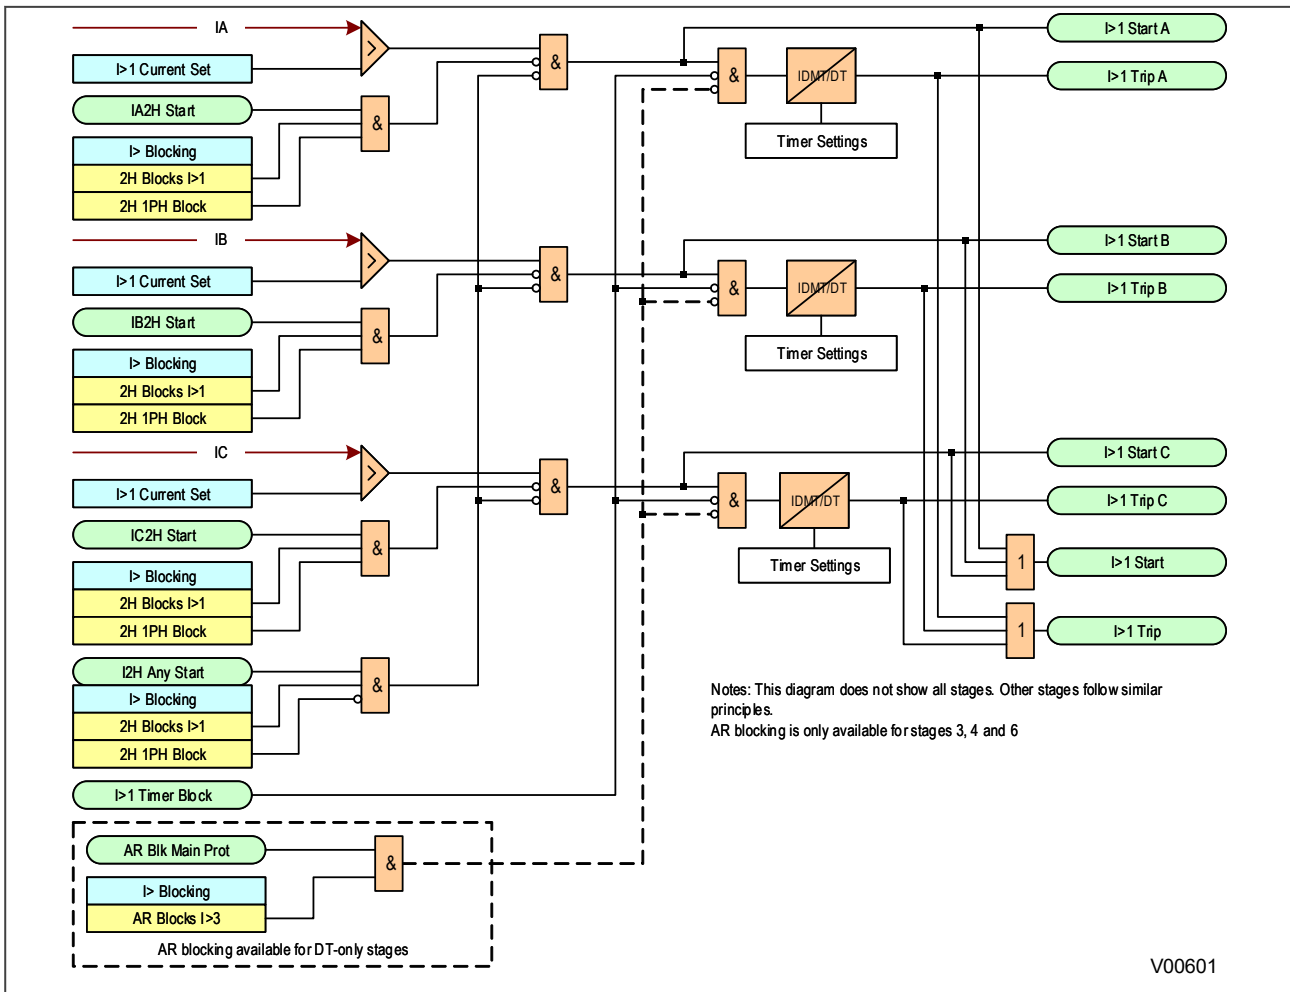 IA
I>1 Current Set
IA2H Start
I> Blocking
2H Blocks I>1
2H 1PH Block
>
&
&
&
IDMT/DT
Timer Settings
I>1 Start A
I>1 Trip A
IB
I>1 Current Set
IB2H Start
I> Blocking
2H Blocks I>1
2H 1PH Block
>
&
&
&
IDMT/DT
Timer Settings
I>1 Start B
I>1 Trip B
IC
I>1 Current Set
IC2H Start
I> Blocking
2H Blocks I>1
2H 1PH Block
>
&
&
&
IDMT/DT
Timer Settings
I>1 Start C
I>1 Trip C
1
I>1 Start
1
I>1 Trip
I2H Any Start
I> Blocking
2H Blocks I>1
2H 1PH Block
&
I>1 Timer Block
AR Blk Main Prot
I> Blocking
AR Blocks I>3
&
AR blocking available for DT-only stages
Notes: This diagram does not show all stages. Other stages follow similar
principles.
AR blocking is only available for stages 3, 4 and 6
V00601